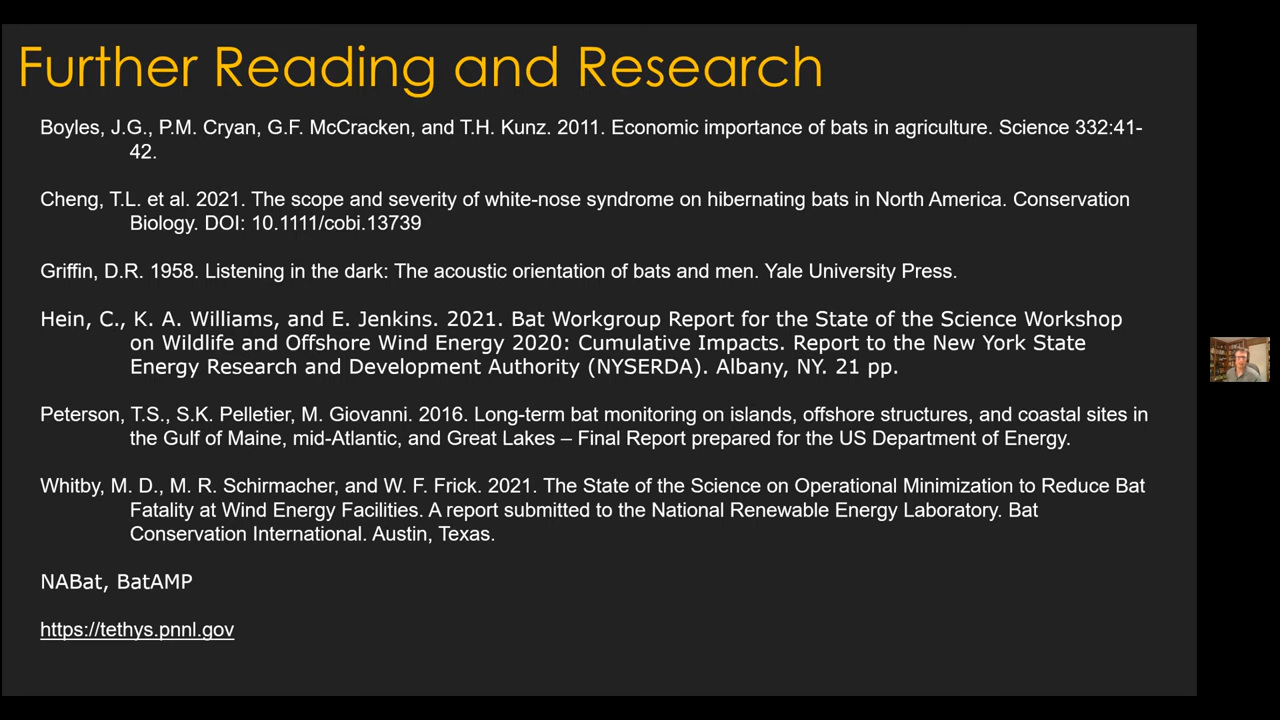 Further Reading and Research
Boyles, J.G., P.M. Cryan, G.F. McCracken, and T.H. Kunz. 2011. Economic importance of bats in agriculture. Science 332:41-
42.
Cheng, T.L. et al. 2021. The scope and severity of white-nose syndrome on hibernating bats in North America. Conservation
Biology. DOI: 10.1111/cobi.13739
Griffin, D.R. 1958. Listening in the dark: The acoustic orientation of bats and men. Yale University Press.
Hein, C., K. A. Williams, and E. Jenkins. 2021. Bat Workgroup Report for the State of the Science Workshop
on Wildlife and Offshore Wind Energy 2020: Cumulative Impacts. Report to the New York State
Energy Research and Development Authority (NYSERDA). Albany, NY. 21 pp.
Peterson, T.S., S.K. Pelletier, M. Giovanni. 2016. Long-term bat monitoring on islands, offshore structures, and coastal sites in
the Gulf of Maine, mid-Atlantic, and Great Lakes – Final Report prepared for the US Department of Energy.
Whitby, M. D., M. R. Schirmacher, and W. F. Frick. 2021. The State of the Science on Operational Minimization to Reduce Bat
Fatality at Wind Energy Facilities. A report submitted to the National Renewable Energy Laboratory. Bat
Conservation International. Austin, Texas.
NABat, BatAMP
https://tethys.pnnl.gov